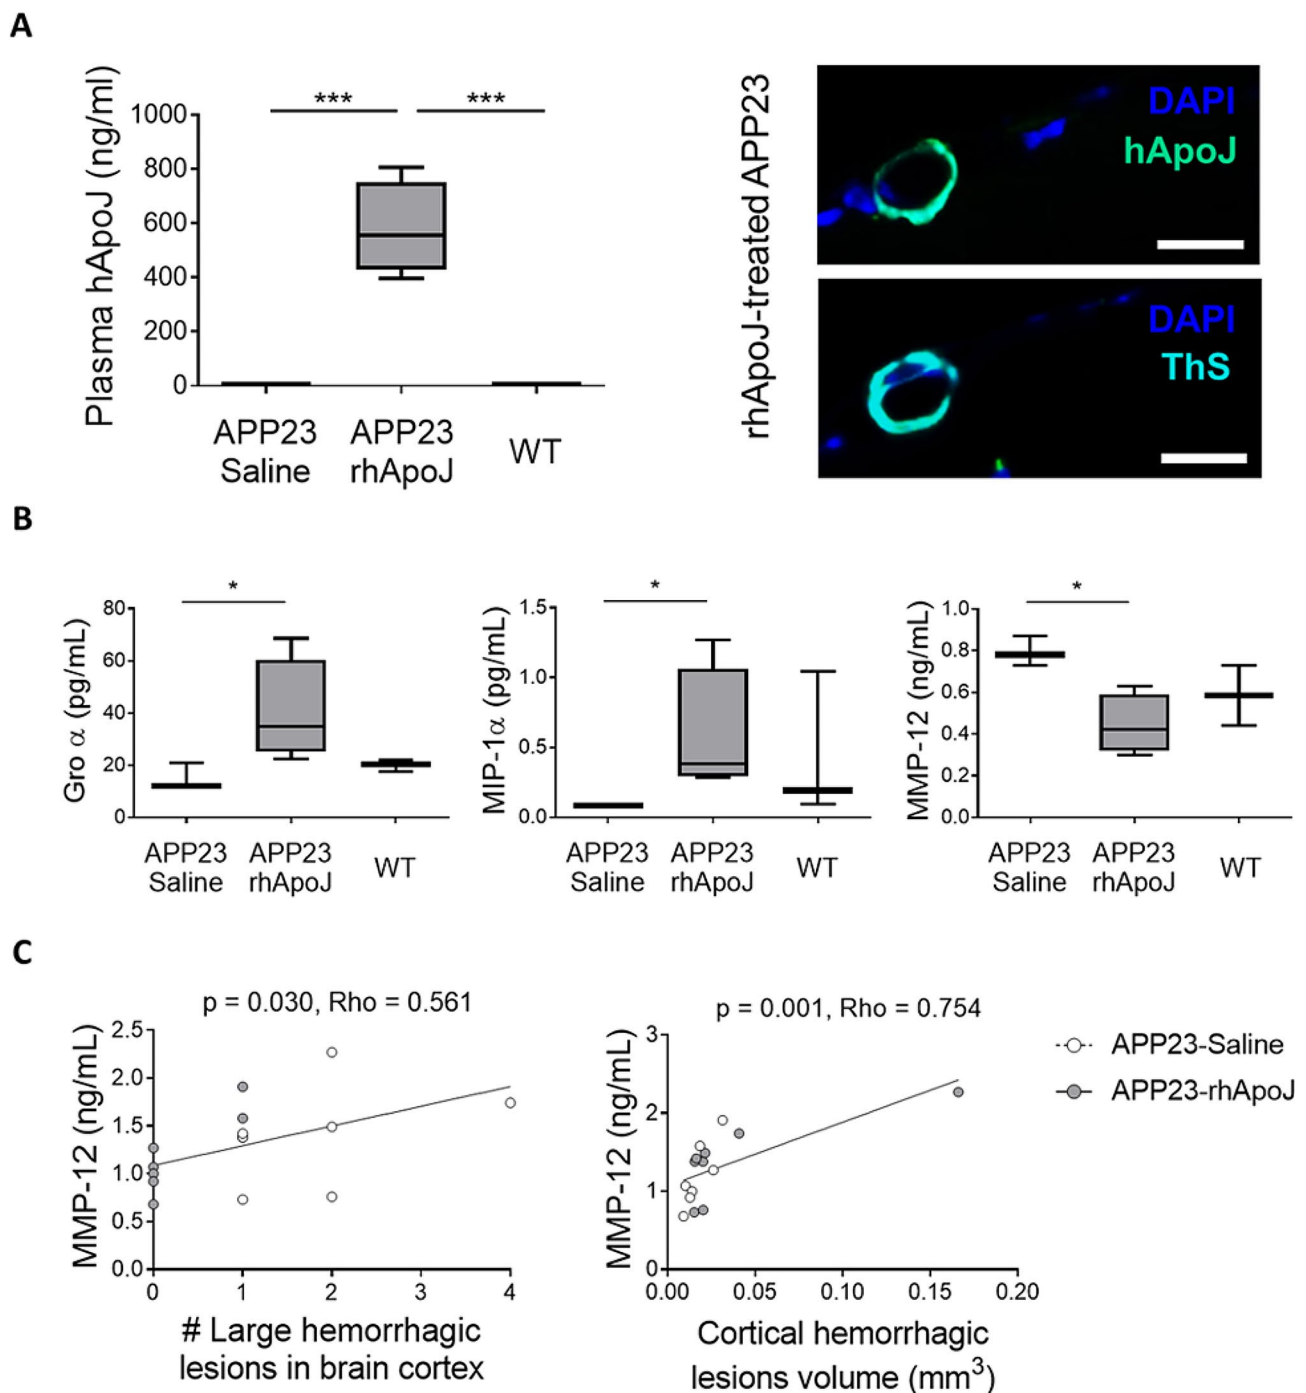 A
Plasma hApoJ (ng/ml)
1000
800
600
400
200
0
***
***
APP23
Saline
APP23
rhApoJ
WT
rhApoJ-treated APP23
DAPI
hApoJ
DAPI
ThS
B
Gro α (pg/mL)
80
60
40
20
0
*
APP23
Saline
APP23
rhApoJ
WT
MIP-1α (pg/mL)
1.5
1.0
0.5
0.0
*
APP23
Saline
APP23
rhApoJ
WT
MMP-12 (ng/mL)
1.0
0.8
0.6
0.4
0.2
0.0
*
APP23
Saline
APP23
rhApoJ
WT
C
p = 0.030, Rho = 0.561
MMP-12 (ng/mL)
2.5
2.0
1.5
1.0
0.5
0.0
0 1 2 3 4
# Large hemorrhagic
lesions in brain cortex
p = 0.001, Rho = 0.754
MMP-12 (ng/mL)
3
2
1
0
0.00 0.05 0.10 0.15 0.20
Cortical hemorrhagic
lesions volume (mm³)
APP23-Saline
APP23-rhApoJ